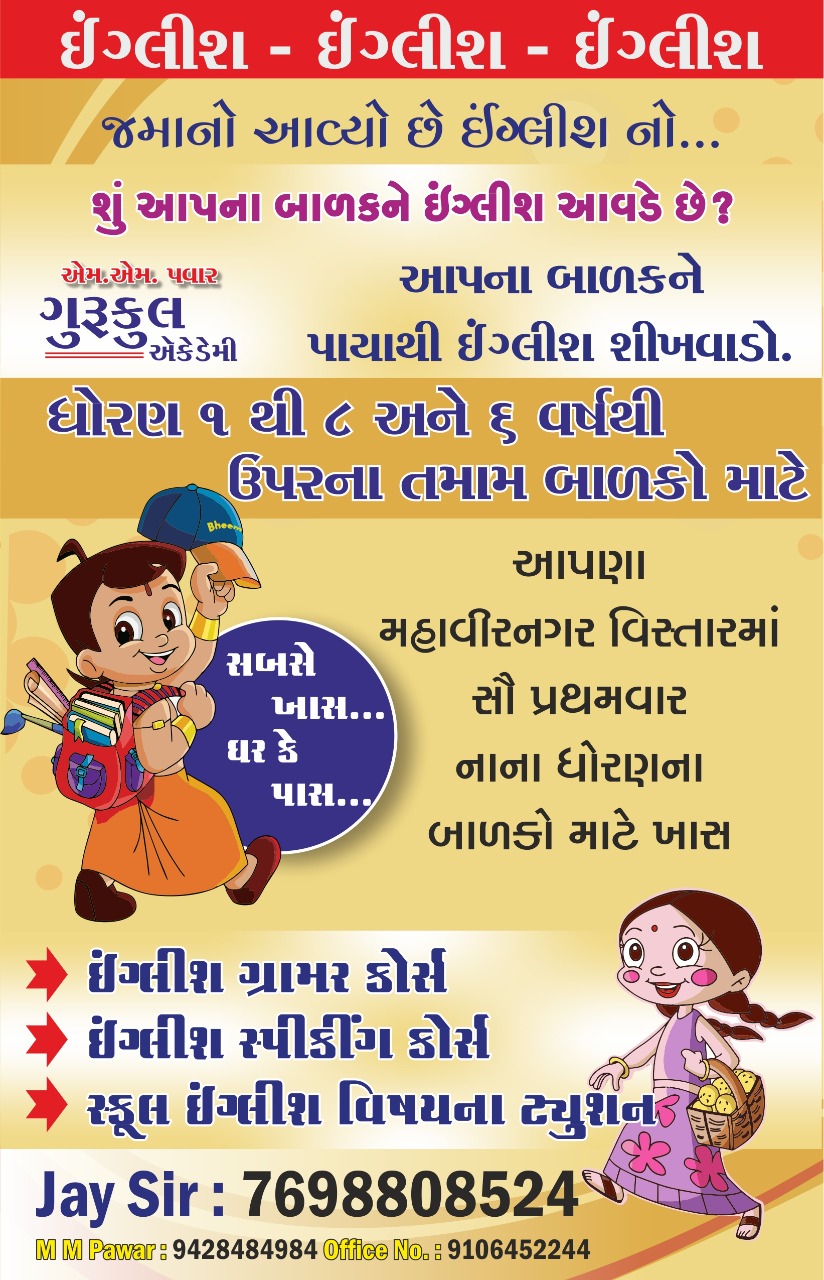 ઈંગ્લીશ - ઈંગ્લીશ - ઈંગ્લીશ
જમાનો આવ્યો છે ઈંગ્લીશ નો...
શું આપના બાળકને ઈંગ્લીશ આવડે છે?
એમ.એમ. પવાર
ગુરૂકુલ
એકેડેમી
આપના બાળકને
પાયાથી ઈંગ્લીશ શીખવાડો.
ધોરણ ૧ થી ૮ અને ૬ વર્ષથી
ઉપરના તમામ બાળકો માટે
Bheem
સબસે
ખાસ...
ઘર કે
પાસ...
આપણા
મહાવીરનગર વિસ્તારમાં
સૌ પ્રથમવાર
નાના ધોરણના
બાળકો માટે ખાસ
ઈંગ્લીશ ગ્રામર કોર્સ
ઈંગ્લીશ સ્પીકીંગ કોર્સ
સ્કૂલ ઈંગ્લીશ વિષયના ટ્યુશન
Jay Sir : 7698808524
M M Pawar : 9428484984 Office No. : 9106452244